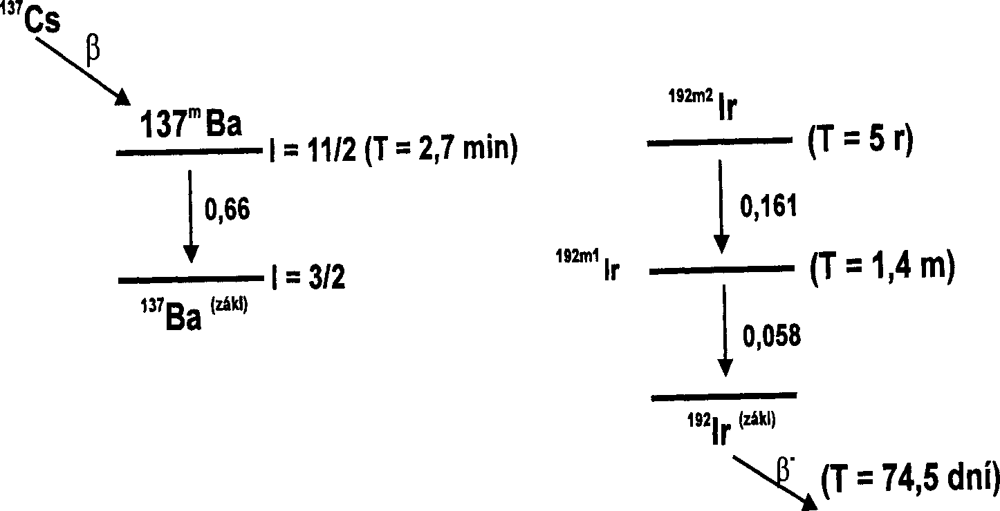 ¹³⁷Cs
β
137ᵐ Ba
I = 11/2 (T = 2,7 min)
0,66
I = 3/2
¹³⁷Ba (zákl)
¹⁹²ᵐ²Ir
(T = 5 r)
0,161
¹⁹²ᵐ¹Ir
(T = 1,4 m)
0,058
¹⁹²Ir (zákl)
β⁻
(T = 74,5 dní)